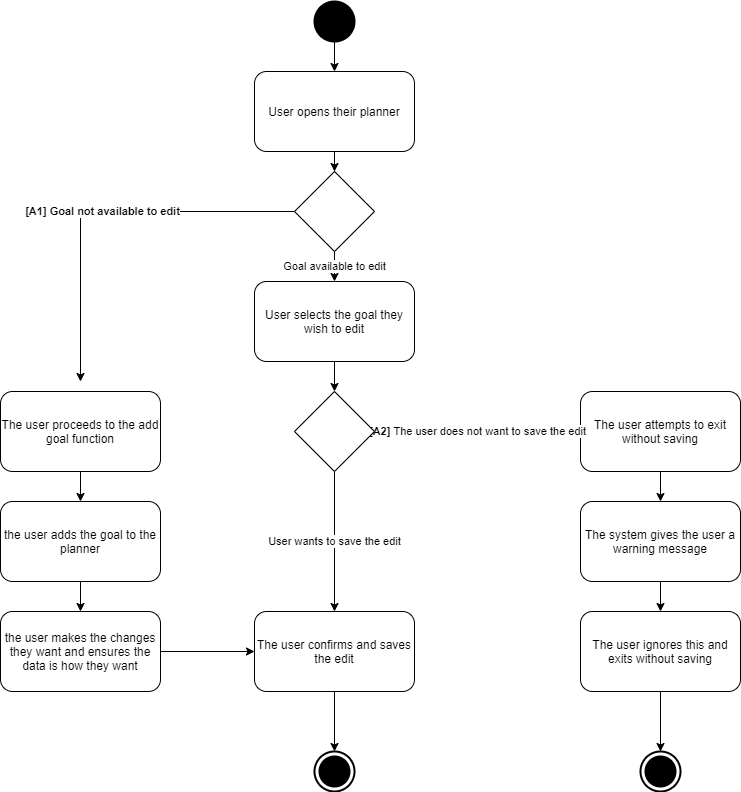 User opens their planner
[A1] Goal not available to edit
Goal available to edit
User selects the goal they
wish to edit
The user proceeds to the add
goal function
[A2] The user does not want to save the edit
The user attempts to exit
without saving
the user adds the goal to the
planner
User wants to save the edit
The system gives the user a
warning message
the user makes the changes
they want and ensures the
data is how they want
The user confirms and saves
the edit
The user ignores this and
exits without saving